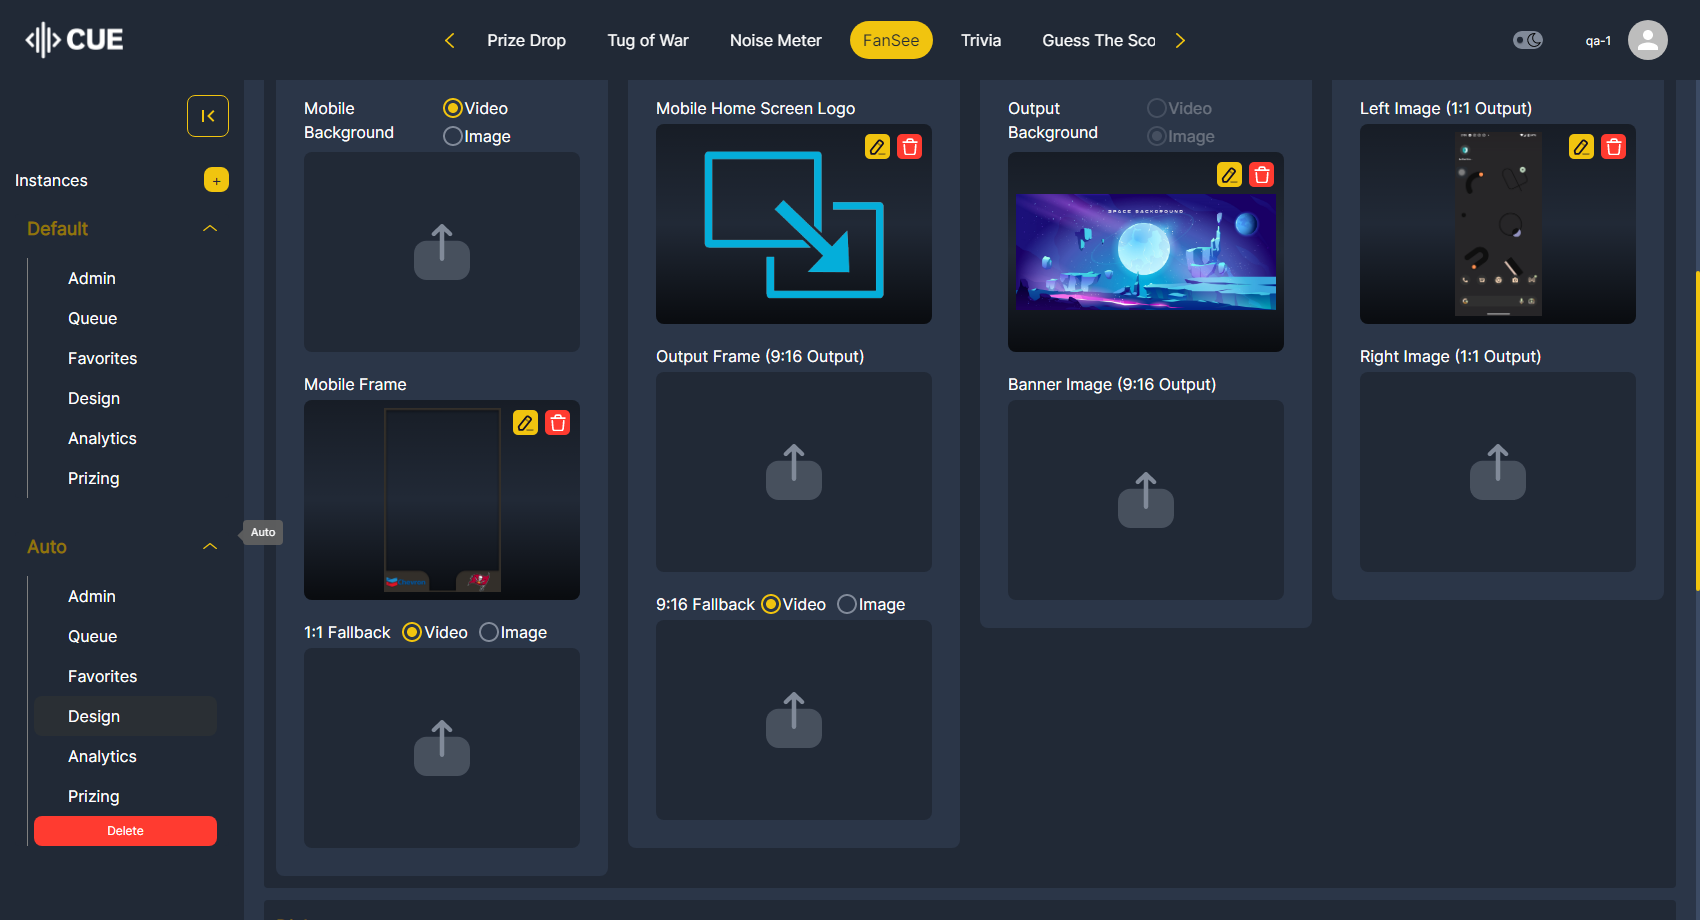 CUE
Prize Drop
Tug of War
Noise Meter
FanSee
Trivia
Guess The Sco
qa-1
Instances
+
Default
Admin
Queue
Favorites
Design
Analytics
Prizing
Auto
Auto
Admin
Queue
Favorites
Design
Analytics
Prizing
Delete
Mobile
Background
Video
Image
Mobile Frame
1:1 Fallback
Video
Image
Mobile Home Screen Logo
Output Frame (9:16 Output)
9:16 Fallback
Video
Image
Output
Background
Video
Image
SPACE BACKGROUND
Banner Image (9:16 Output)
Left Image (1:1 Output)
Right Image (1:1 Output)